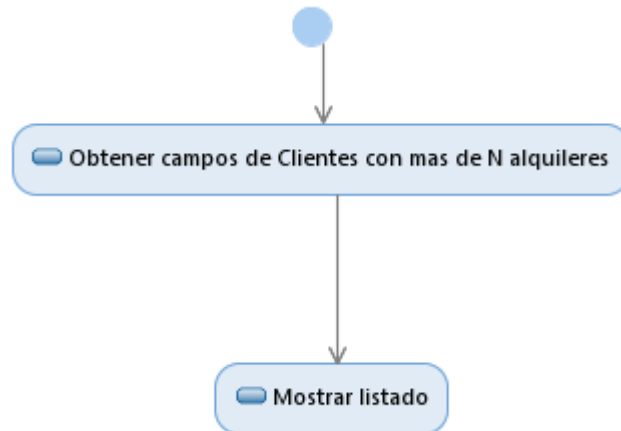 Obtener campos de Clientes con mas de N alquileres
Mostrar listado